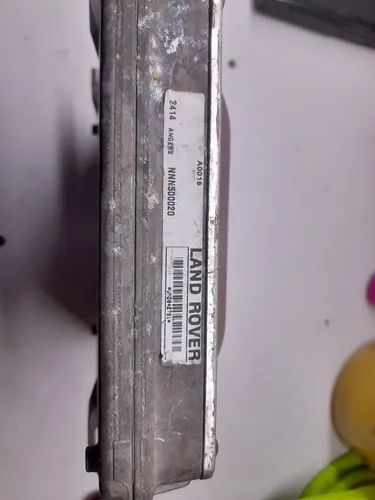 A0016
2414 ANGERS NNN500020
LAND ROVER